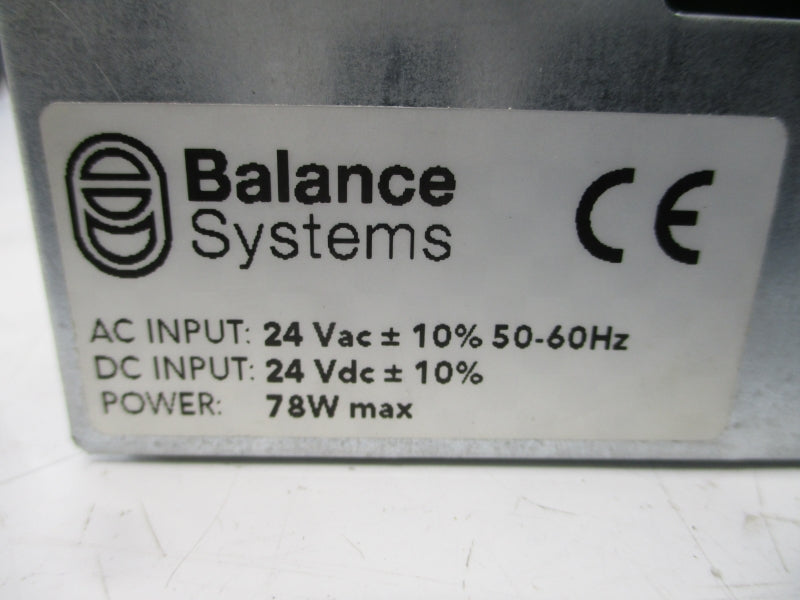 Balance
Systems
CE
AC INPUT: 24 Vac ± 10% 50-60Hz
DC INPUT: 24 Vdc ± 10%
POWER: 78W max